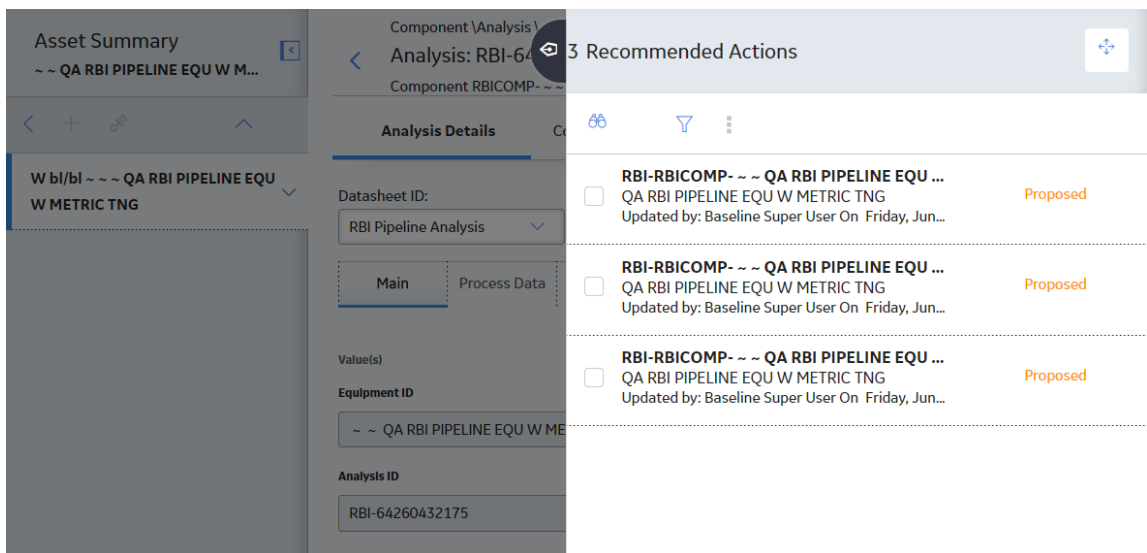 Asset Summary
~ ~ QA RBI PIPELINE EQU W M...
W bl/bl ~ ~ ~ QA RBI PIPELINE EQU
W METRIC TNG
Component \Analysis \
Analysis: RBI-64
Component RBICOMP- ~ ~
Analysis Details
Datasheet ID:
RBI Pipeline Analysis
Main Process Data
Value(s)
Equipment ID
~ ~ QA RBI PIPELINE EQU W ME
Analysis ID
RBI-64260432175
3 Recommended Actions
RBI-RBICOMP- ~ ~ QA RBI PIPELINE EQU ...
QA RBI PIPELINE EQU W METRIC TNG
Updated by: Baseline Super User On Friday, Jun...
Proposed
RBI-RBICOMP- ~ ~ QA RBI PIPELINE EQU ...
QA RBI PIPELINE EQU W METRIC TNG
Updated by: Baseline Super User On Friday, Jun...
Proposed
RBI-RBICOMP- ~ ~ QA RBI PIPELINE EQU ...
QA RBI PIPELINE EQU W METRIC TNG
Updated by: Baseline Super User On Friday, Jun...
Proposed